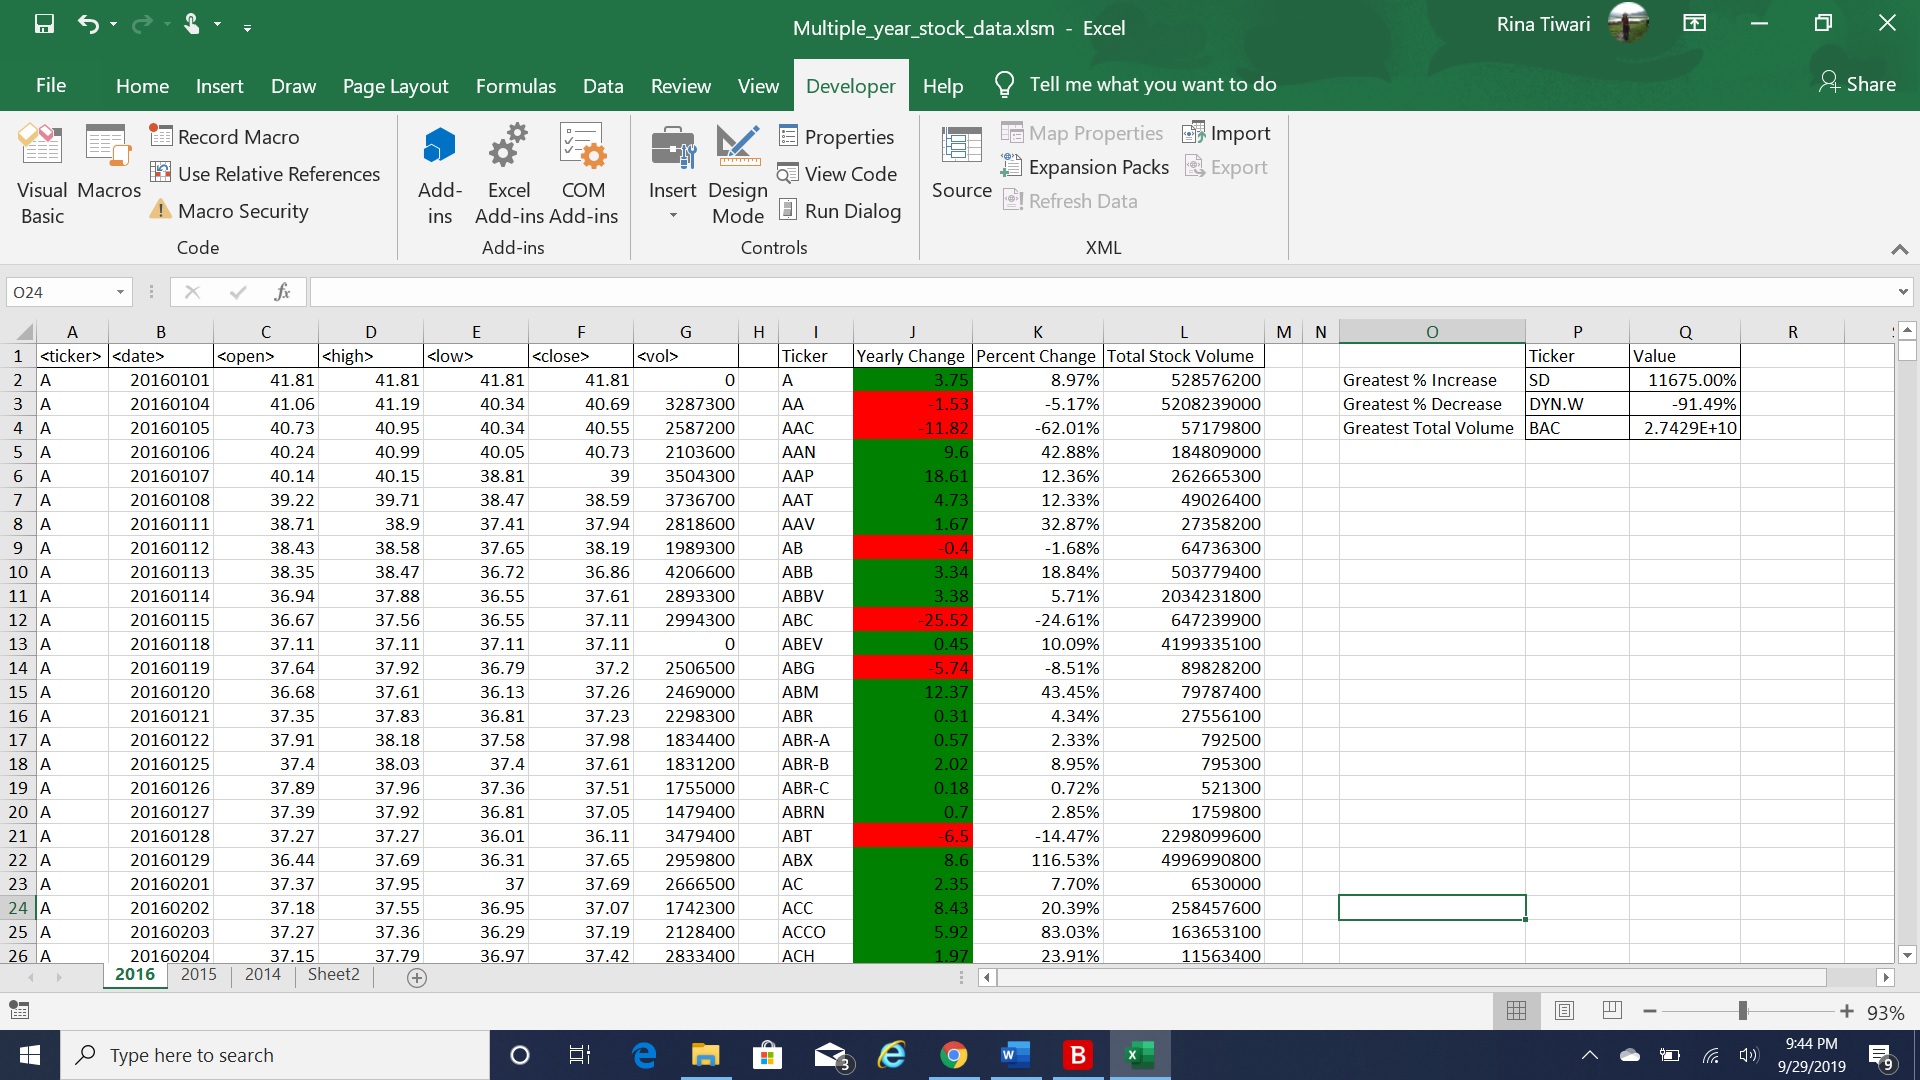 Multiple_year_stock_data.xlsm - Excel
Rina Tiwari
File Home Insert Draw Page Layout Formulas Data Review View Developer Help Tell me what you want to do Share
Visual Basic
Macros
Record Macro
Use Relative References
Macro Security
Code
Add-ins
Excel Add-ins
COM Add-ins
Add-ins
Insert
Design Mode
Properties
View Code
Run Dialog
Controls
Source
Map Properties
Expansion Packs
Refresh Data
Import
Export
XML
O24
fx
A B C D E F G H I J K L M N O P Q R
1 <ticker> <date> <open> <high> <low> <close> <vol> Ticker Yearly Change Percent Change Total Stock Volume Ticker Value
2 A 20160101 41.81 41.81 41.81 41.81 0 A 3.75 8.97% 528576200 Greatest % Increase SD 11675.00%
3 A 20160104 41.06 41.19 40.34 40.69 3287300 AA -1.53 -5.17% 5208239000 Greatest % Decrease DYN.W -91.49%
4 A 20160105 40.73 40.95 40.34 40.55 2587200 AAC -11.82 -62.01% 57179800 Greatest Total Volume BAC 2.7429E+10
5 A 20160106 40.24 40.99 40.05 40.73 2103600 AAN 9.6 42.88% 184809000
6 A 20160107 40.14 40.15 38.81 39 3504300 AAP 18.61 12.36% 262665300
7 A 20160108 39.22 39.71 38.47 38.59 3736700 AAT 4.73 12.33% 49026400
8 A 20160111 38.71 38.9 37.41 37.94 2818600 AAV 1.67 32.87% 27358200
9 A 20160112 38.43 38.58 37.65 38.19 1989300 AB -0.4 -1.68% 64736300
10 A 20160113 38.35 38.47 36.72 36.86 4206600 ABB 3.34 18.84% 503779400
11 A 20160114 36.94 37.88 36.55 37.61 2893300 ABBV 3.38 5.71% 2034231800
12 A 20160115 36.67 37.56 36.55 37.11 2994300 ABC -25.52 -24.61% 647239900
13 A 20160118 37.11 37.11 37.11 37.11 0 ABEV 0.45 10.09% 4199335100
14 A 20160119 37.64 37.92 36.79 37.2 2506500 ABG -5.74 -8.51% 89828200
15 A 20160120 36.68 37.61 36.13 37.26 2469000 ABM 12.37 43.45% 79787400
16 A 20160121 37.35 37.83 36.81 37.23 2298300 ABR 0.31 4.34% 27556100
17 A 20160122 37.91 38.18 37.58 37.98 1834400 ABR-A 0.57 2.33% 792500
18 A 20160125 37.4 38.03 37.4 37.61 1831200 ABR-B 2.02 8.95% 795300
19 A 20160126 37.89 37.96 37.36 37.51 1755000 ABR-C 0.18 0.72% 521300
20 A 20160127 37.39 37.92 36.81 37.05 1479400 ABRN 0.7 2.85% 1759800
21 A 20160128 37.27 37.27 36.01 36.11 3479400 ABT -6.5 -14.47% 2298099600
22 A 20160129 36.44 37.69 36.31 37.65 2959800 ABX 8.6 116.53% 4996990800
23 A 20160201 37.37 37.95 37 37.69 2666500 AC 2.35 7.70% 6530000
24 A 20160202 37.18 37.55 36.95 37.07 1742300 ACC 8.43 20.39% 258457600
25 A 20160203 37.27 37.36 36.29 37.19 2128400 ACCO 5.92 83.03% 163653100
26 A 20160204 37.15 37.79 36.97 37.42 2833400 ACH 1.97 23.91% 11563400
2016 2015 2014 Sheet2
93%
Type here to search
3
9:44 PM
9/29/2019
9